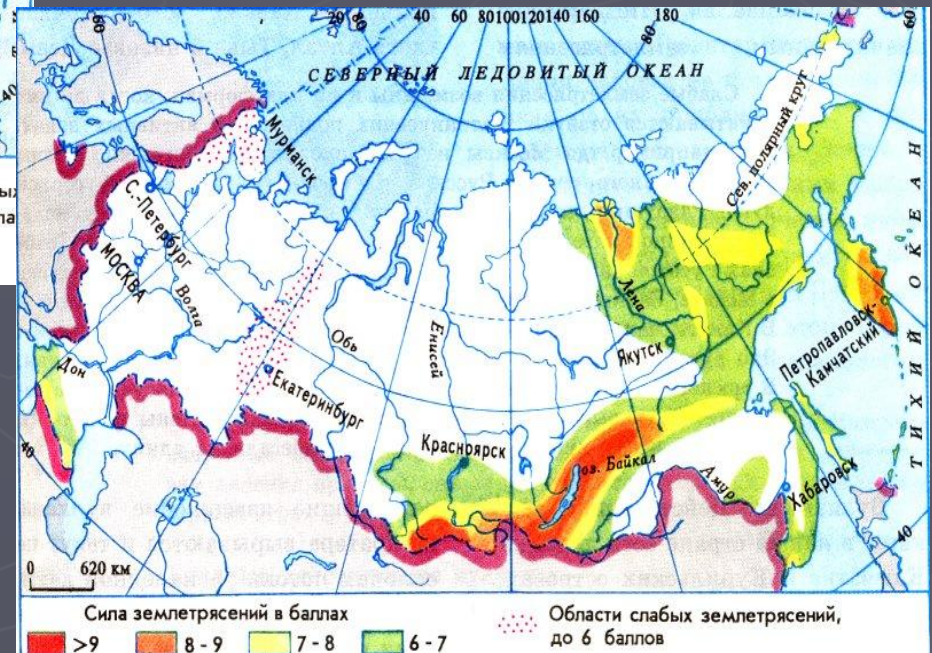 20 80 40 60 80 100 120 140 160 180
60
60
80
СЕВЕРНЫЙ ЛЕДОВИТЫЙ ОКЕАН
Сев. полярный круг
Мурманск
С.-Петербург
МОСКВА
Волга
Дон
Обь
Енисей
Лена
Якутск
Екатеринбург
Красноярск
оз. Байкал
Амур
Хабаровск
Петропавловск-
Камчатский
ТИХИЙ ОКЕАН
40
40
40
0 620 км
Сила землетрясений в баллах
>9 8 - 9 7 - 8 6 - 7
Области слабых землетрясений,
до 6 баллов